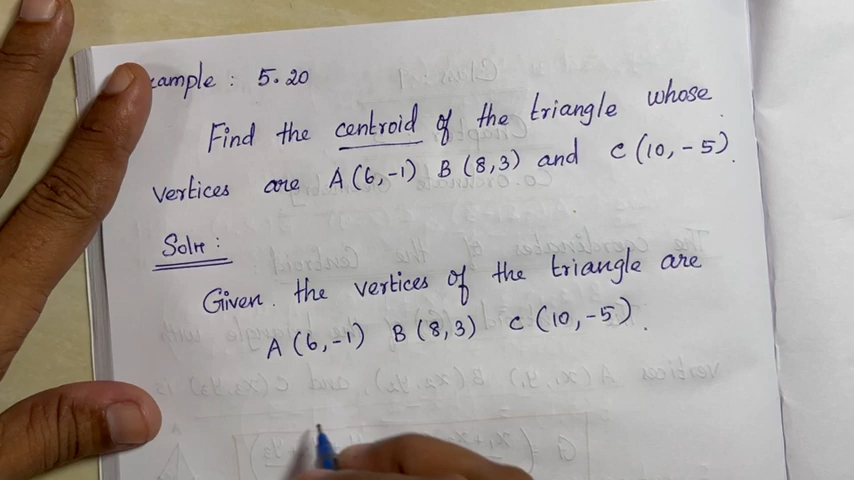 xample : 5.20
Find the centroid of the triangle whose
vertices are A(6,-1) B(8,3) and C(10,-5).
Soln :
Given. the vertices of the triangle are
A(6,-1) B(8,3) C(10,-5).